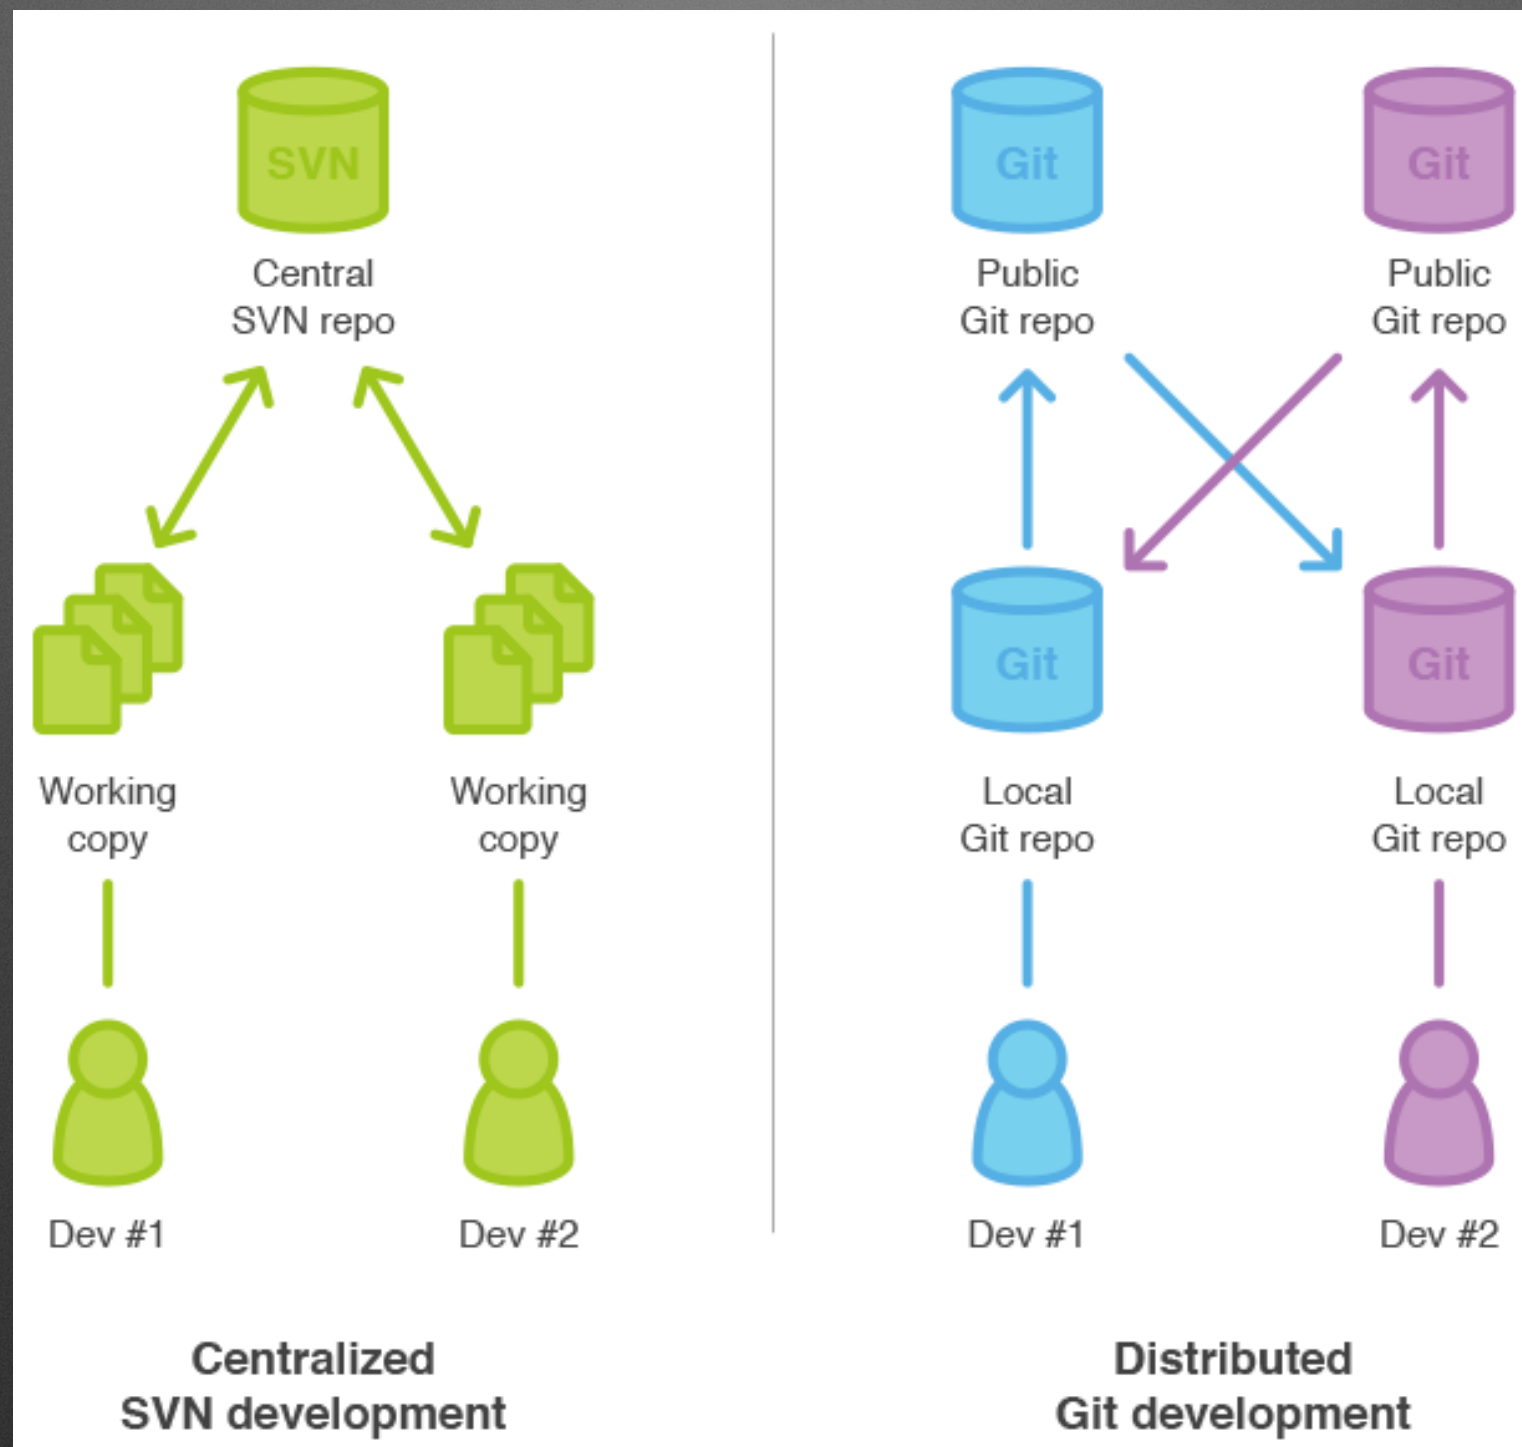 SVN
Central
SVN repo
Working
copy
Working
copy
Dev #1
Dev #2
Centralized
SVN development
Git
Git
Public
Git repo
Public
Git repo
Git
Git
Local
Git repo
Local
Git repo
Dev #1
Dev #2
Distributed
Git development